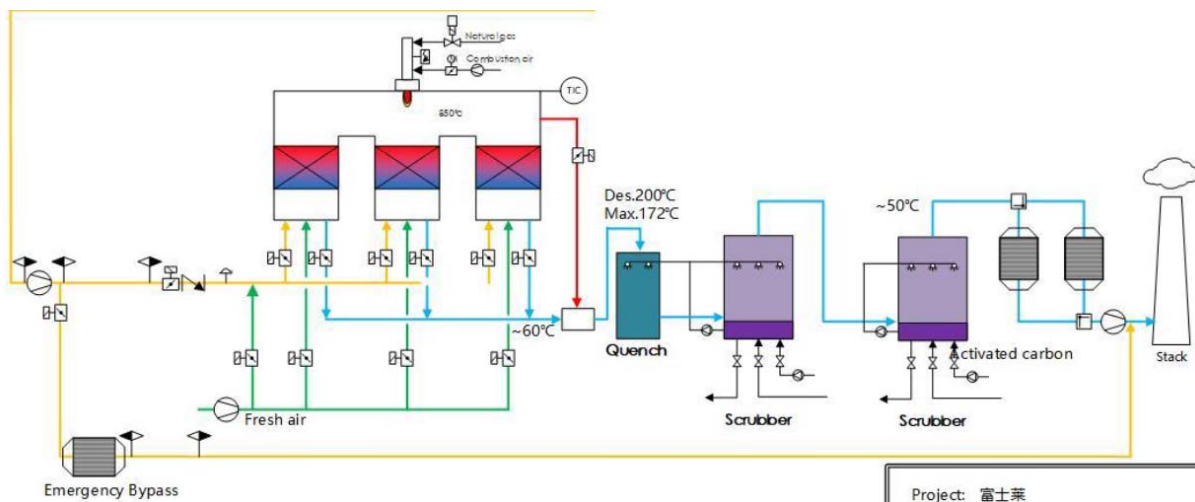 Natural gas
Combustion air
TIC
850℃
Des.200℃
Max.172℃
~50℃
~60℃
Quench
Activated carbon
Stack
Fresh air
Scrubber
Scrubber
Emergency Bypass
Project: 富士莱